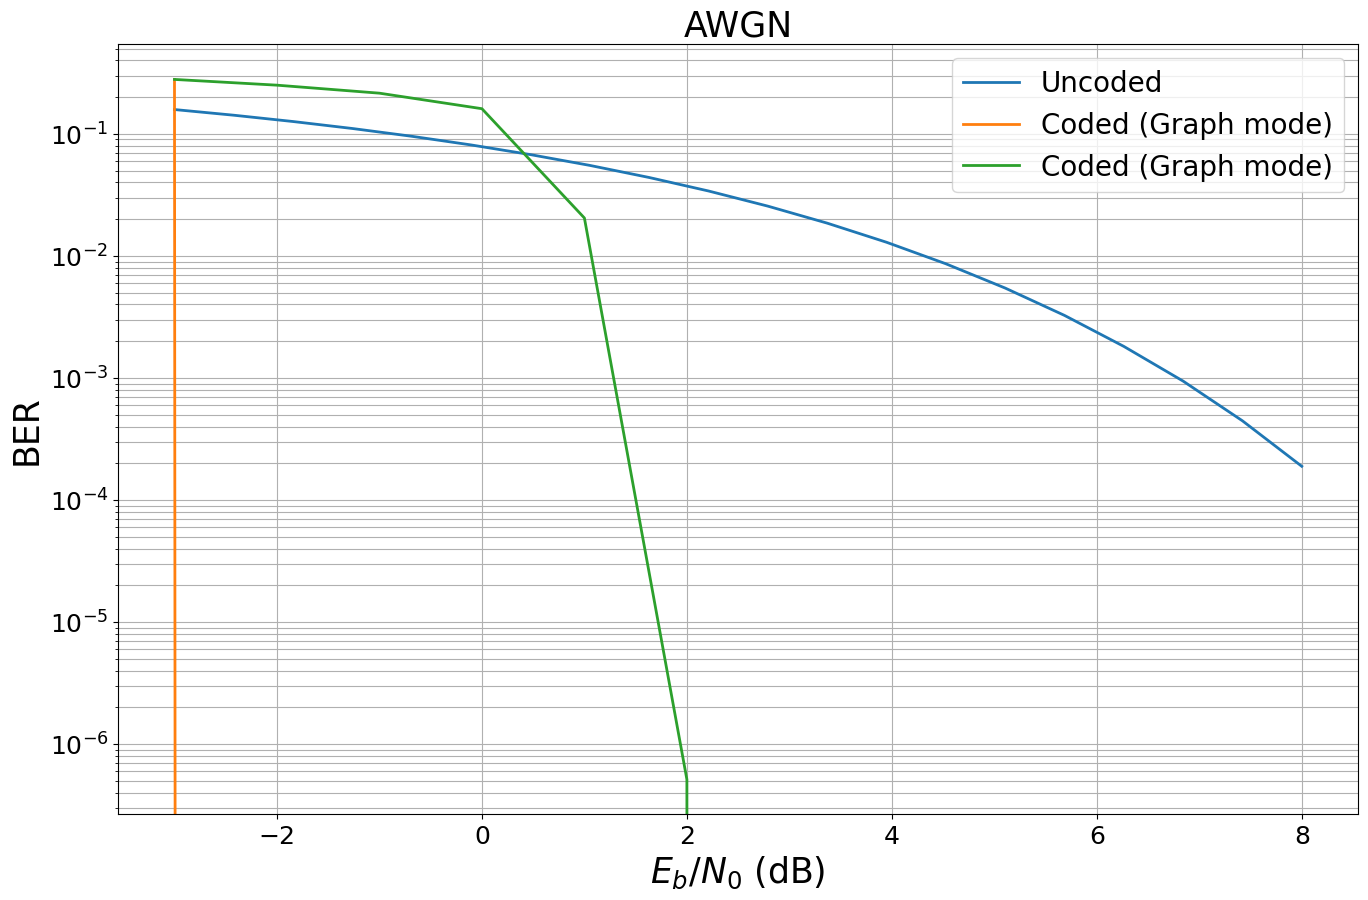 AWGN
Uncoded
Coded (Graph mode)
Coded (Graph mode)
10⁻¹
10⁻²
10⁻³
10⁻⁴
10⁻⁵
10⁻⁶
BER
−2 0 2 4 6 8
E_b/N_0 (dB)